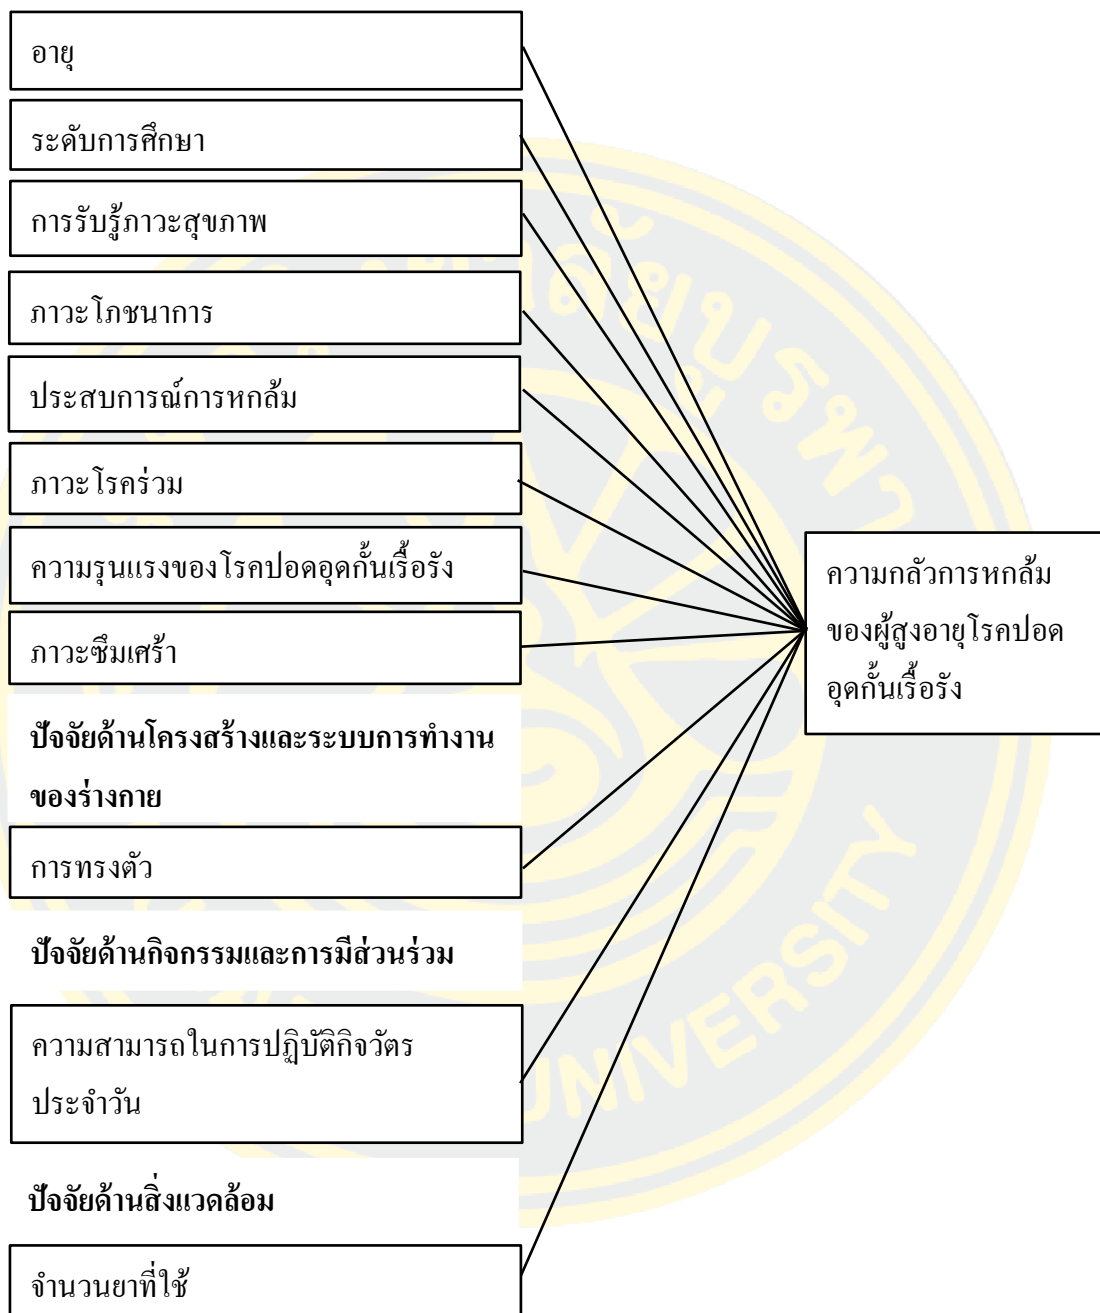 อายุ
ระดับการศึกษา
การรับรู้ภาวะสุขภาพ
ภาวะโภชนาการ
ประสบการณ์การหกล้ม
ภาวะโรคร่วม
ความรุนแรงของโรคปอดอุดกั้นเรื้อรัง
ภาวะซึมเศร้า
ปัจจัยด้านโครงสร้างและระบบการทำงาน
ของร่างกาย
การทรงตัว
ปัจจัยด้านกิจกรรมและการมีส่วนร่วม
ความสามารถในการปฏิบัติกิจวัตร
ประจำวัน
ปัจจัยด้านสิ่งแวดล้อม
จำนวนยาที่ใช้
ความกลัวการหกล้ม
ของผู้สูงอายุโรคปอด
อุดกั้นเรื้อรัง
UNIVERSITY